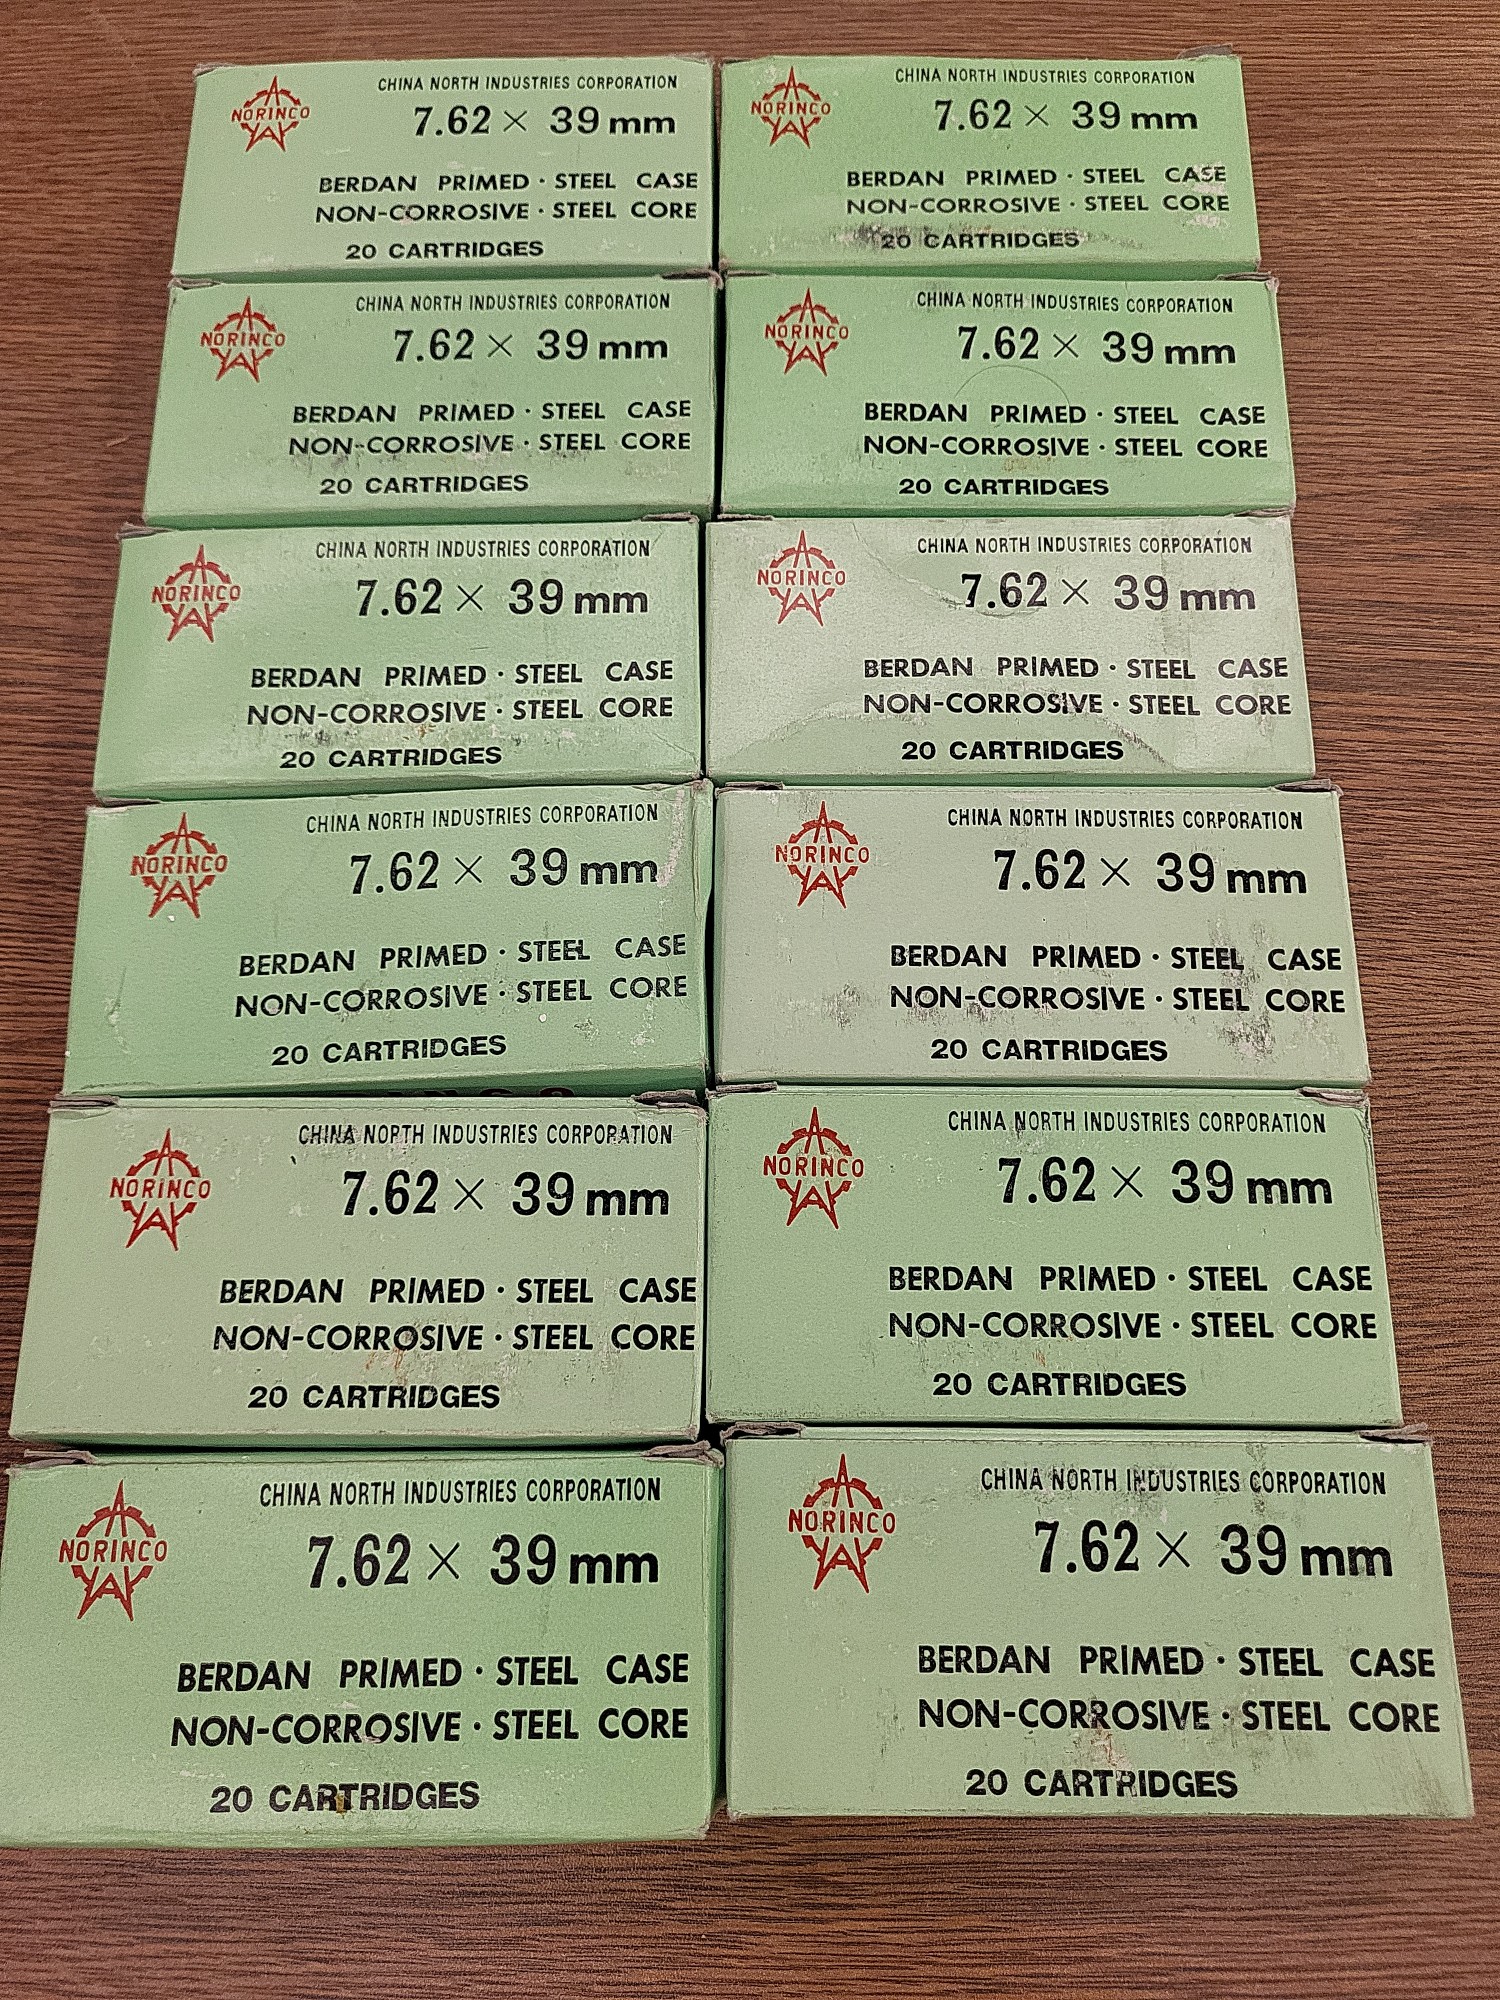 CHINA NORTH INDUSTRIES CORPORATION
NORINCO
7.62 × 39 mm
BERDAN PRIMED · STEEL CASE
NON-CORROSIVE · STEEL CORE
20 CARTRIDGES
CHINA NORTH INDUSTRIES CORPORATION
NORINCO
7.62 × 39 mm
BERDAN PRIMED · STEEL CASE
NON-CORROSIVE · STEEL CORE
20 CARTRIDGES
CHINA NORTH INDUSTRIES CORPORATION
NORINCO
7.62 × 39 mm
BERDAN PRIMED · STEEL CASE
NON-CORROSIVE · STEEL CORE
20 CARTRIDGES
CHINA NORTH INDUSTRIES CORPORATION
NORINCO
7.62 × 39 mm
BERDAN PRIMED · STEEL CASE
NON-CORROSIVE · STEEL CORE
20 CARTRIDGES
CHINA NORTH INDUSTRIES CORPORATION
NORINCO
7.62 × 39 mm
BERDAN PRIMED · STEEL CASE
NON-CORROSIVE · STEEL CORE
20 CARTRIDGES
CHINA NORTH INDUSTRIES CORPORATION
NORINCO
7.62 × 39 mm
BERDAN PRIMED · STEEL CASE
NON-CORROSIVE · STEEL CORE
20 CARTRIDGES
CHINA NORTH INDUSTRIES CORPORATION
NORINCO
7.62 × 39 mm
BERDAN PRIMED · STEEL CASE
NON-CORROSIVE · STEEL CORE
20 CARTRIDGES
CHINA NORTH INDUSTRIES CORPORATION
NORINCO
7.62 × 39 mm
BERDAN PRIMED · STEEL CASE
NON-CORROSIVE · STEEL CORE
20 CARTRIDGES
CHINA NORTH INDUSTRIES CORPORATION
NORINCO
7.62 × 39 mm
BERDAN PRIMED · STEEL CASE
NON-CORROSIVE · STEEL CORE
20 CARTRIDGES
CHINA NORTH INDUSTRIES CORPORATION
NORINCO
7.62 × 39 mm
BERDAN PRIMED · STEEL CASE
NON-CORROSIVE · STEEL CORE
20 CARTRIDGES
CHINA NORTH INDUSTRIES CORPORATION
NORINCO
7.62 × 39 mm
BERDAN PRIMED · STEEL CASE
NON-CORROSIVE · STEEL CORE
20 CARTRIDGES
CHINA NORTH INDUSTRIES CORPORATION
NORINCO
7.62 × 39 mm
BERDAN PRIMED · STEEL CASE
NON-CORROSIVE · STEEL CORE
20 CARTRIDGES